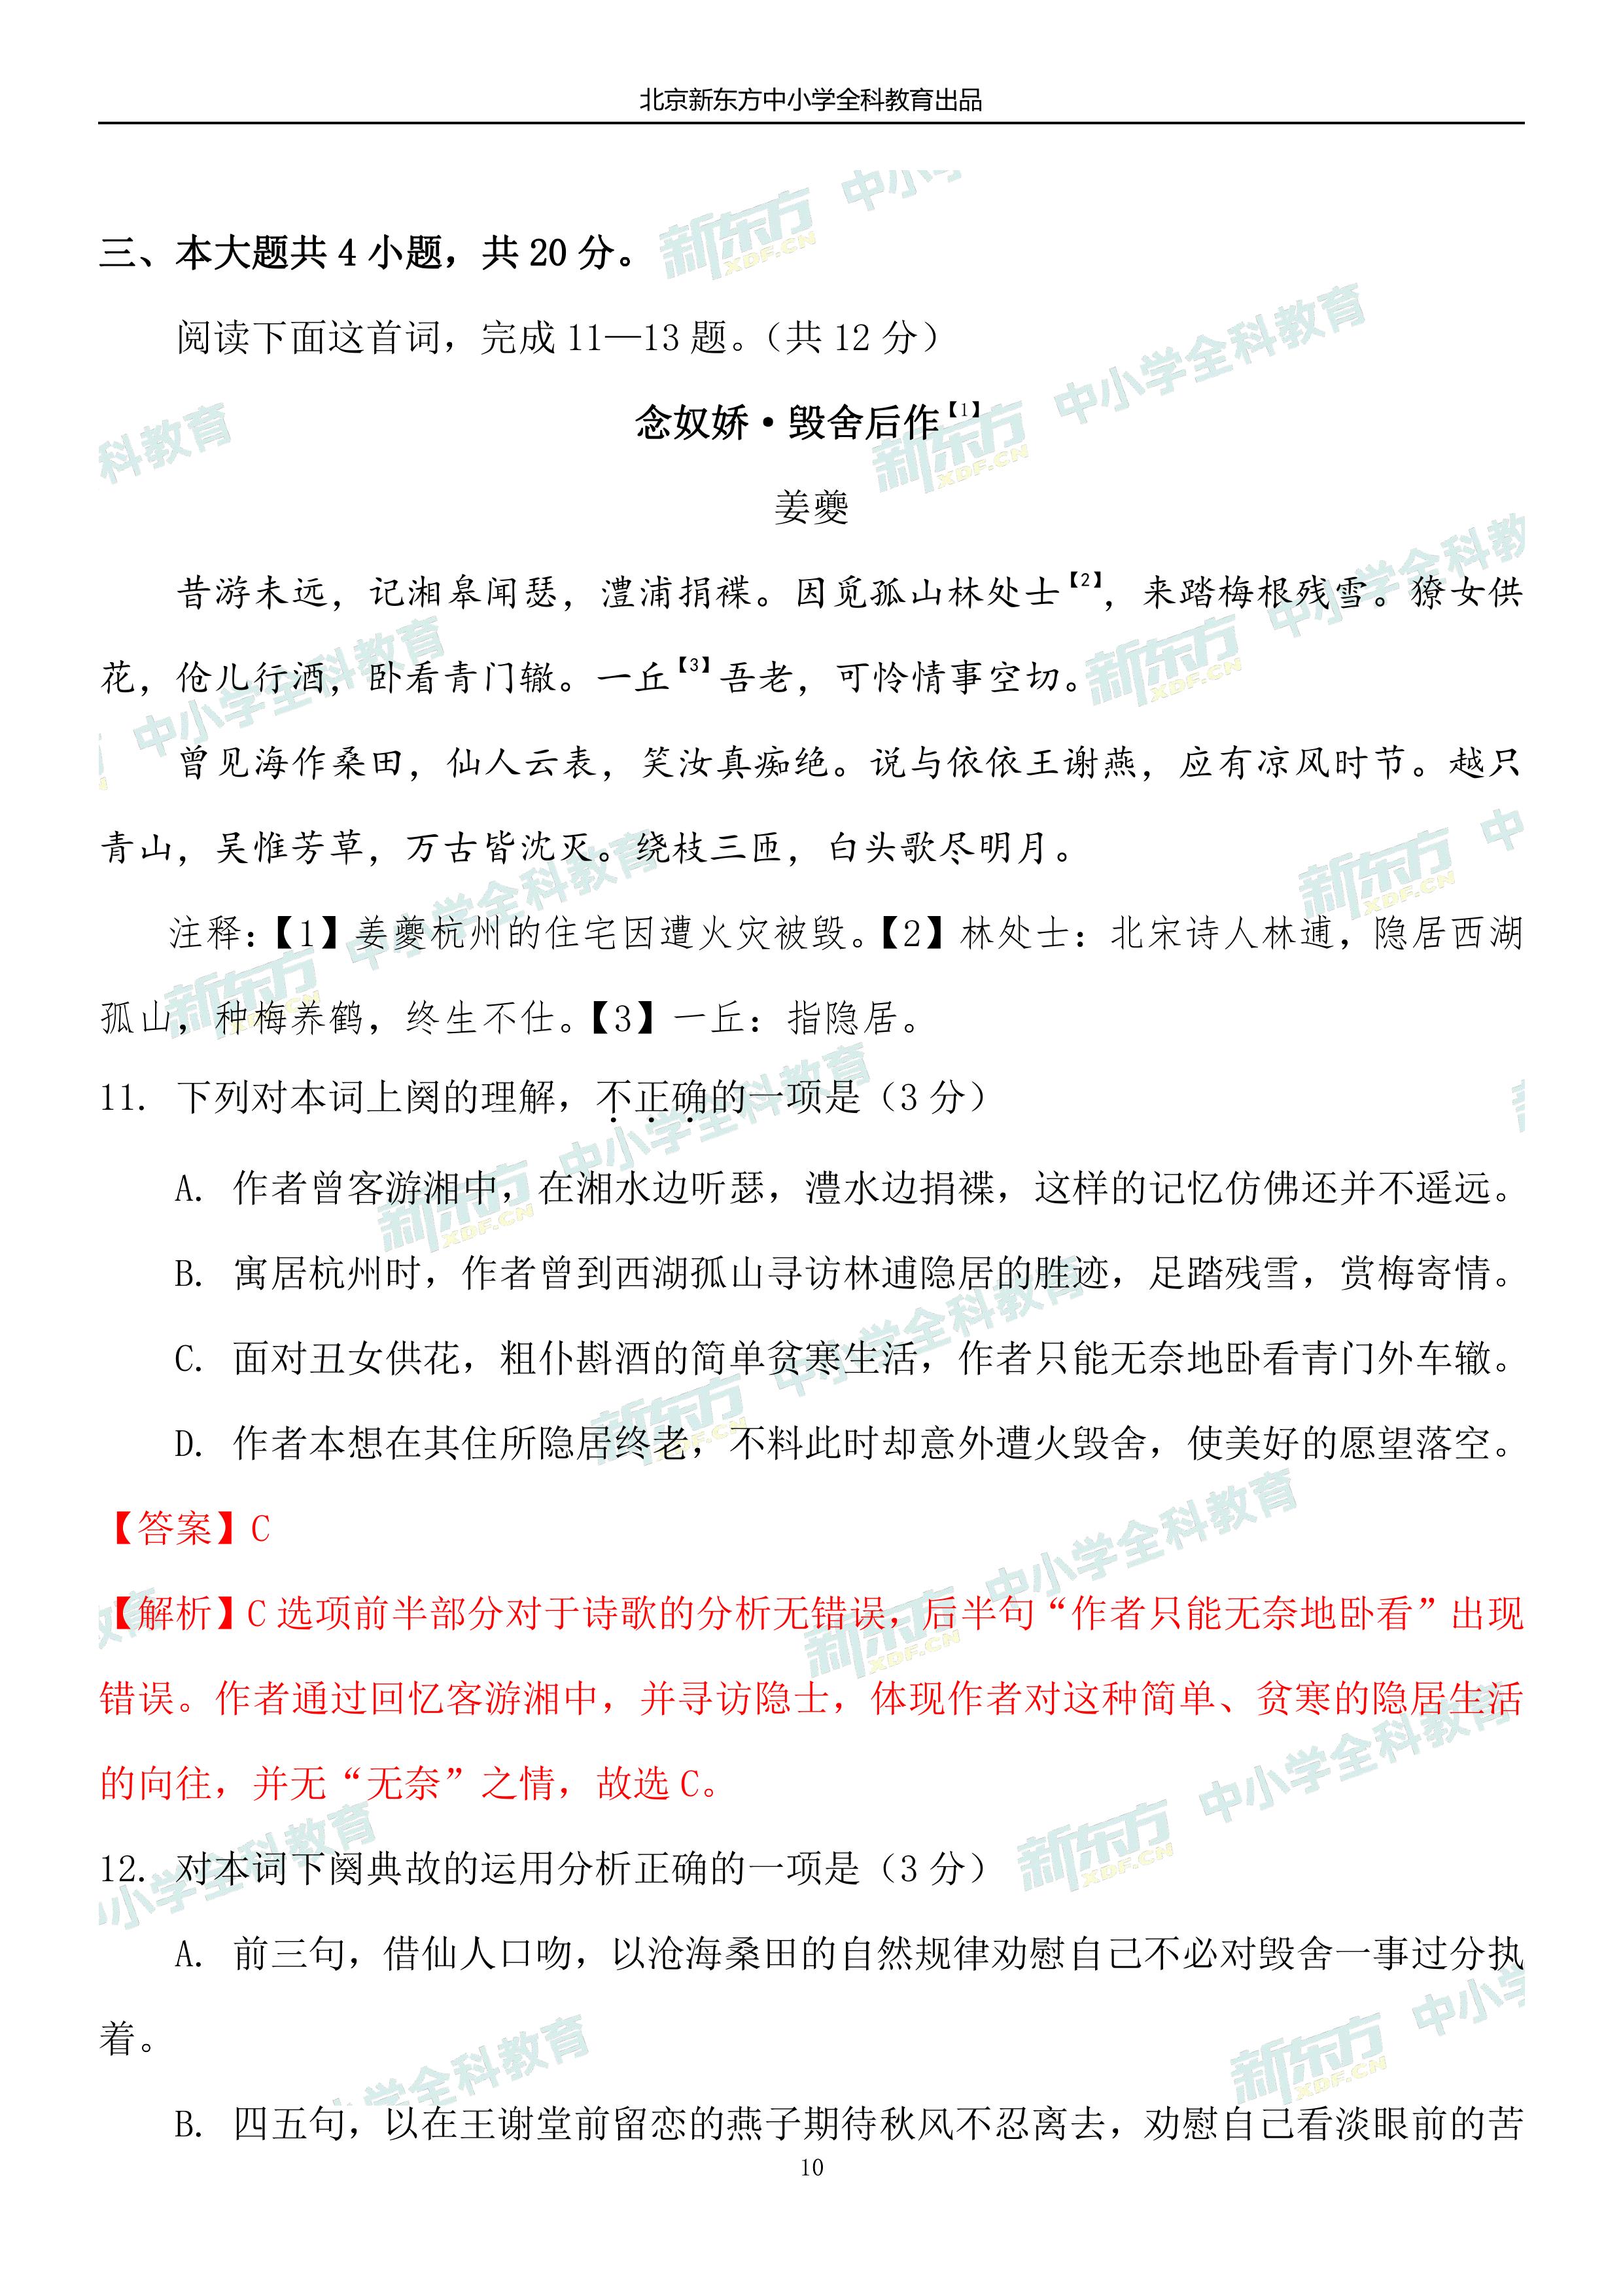 北京新东方中小学全科教育出品
三、本大题共 4 小题，共 20 分。
阅读下面这首词，完成 11—13 题。（共 12 分）
念奴娇·毁舍后作【1】
姜夔
昔游未远，记湘皋闻瑟，澧浦捐褋。因觅孤山林处士【2】，来踏梅根残雪。獠女供
花，伧儿行酒，卧看青门辙。一丘【3】吾老，可怜情事空切。
曾见海作桑田，仙人云表，笑汝真痴绝。说与依依王谢燕，应有凉风时节。越只
青山，吴惟芳草，万古皆沈灭。绕枝三匝，白头歌尽明月。
注释：【1】姜夔杭州的住宅因遭火灾被毁。【2】林处士：北宋诗人林逋，隐居西湖
孤山，种梅养鹤，终生不仕。【3】一丘：指隐居。
11. 下列对本词上阕的理解，不正确的一项是（3 分）
A. 作者曾客游湘中，在湘水边听瑟，澧水边捐褋，这样的记忆仿佛还并不遥远。
B. 寓居杭州时，作者曾到西湖孤山寻访林逋隐居的胜迹，足踏残雪，赏梅寄情。
C. 面对丑女供花，粗仆斟酒的简单贫寒生活，作者只能无奈地卧看青门外车辙。
D. 作者本想在其住所隐居终老，不料此时却意外遭火毁舍，使美好的愿望落空。
【答案】C
【解析】C 选项前半部分对于诗歌的分析无错误，后半句“作者只能无奈地卧看”出现
错误。作者通过回忆客游湘中，并寻访隐士，体现作者对这种简单、贫寒的隐居生活
的向往，并无“无奈”之情，故选 C。
12. 对本词下阕典故的运用分析正确的一项是（3 分）
A. 前三句，借仙人口吻，以沧海桑田的自然规律劝慰自己不必对毁舍一事过分执
着。
B. 四五句，以在王谢堂前留恋的燕子期待秋风不忍离去，劝慰自己看淡眼前的苦
10